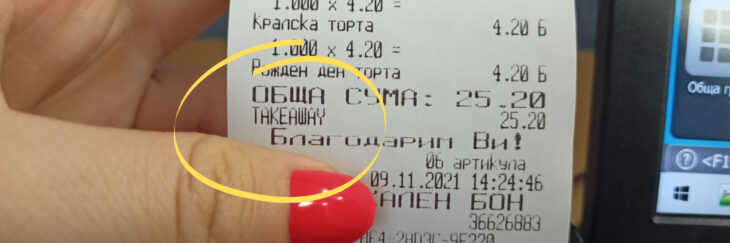 1.000 x 4.20 =
Кралска торта 4.20 Б
1.000 x 4.20 =
Рожден ден торта 4.20 Б
ОБЩА СУМА: 25.20
TAKEAWAY 25.20
Благодарим Ви!
06 артикула
09.11.2021 14:24:46
БОН
36626883
Обща
<F1